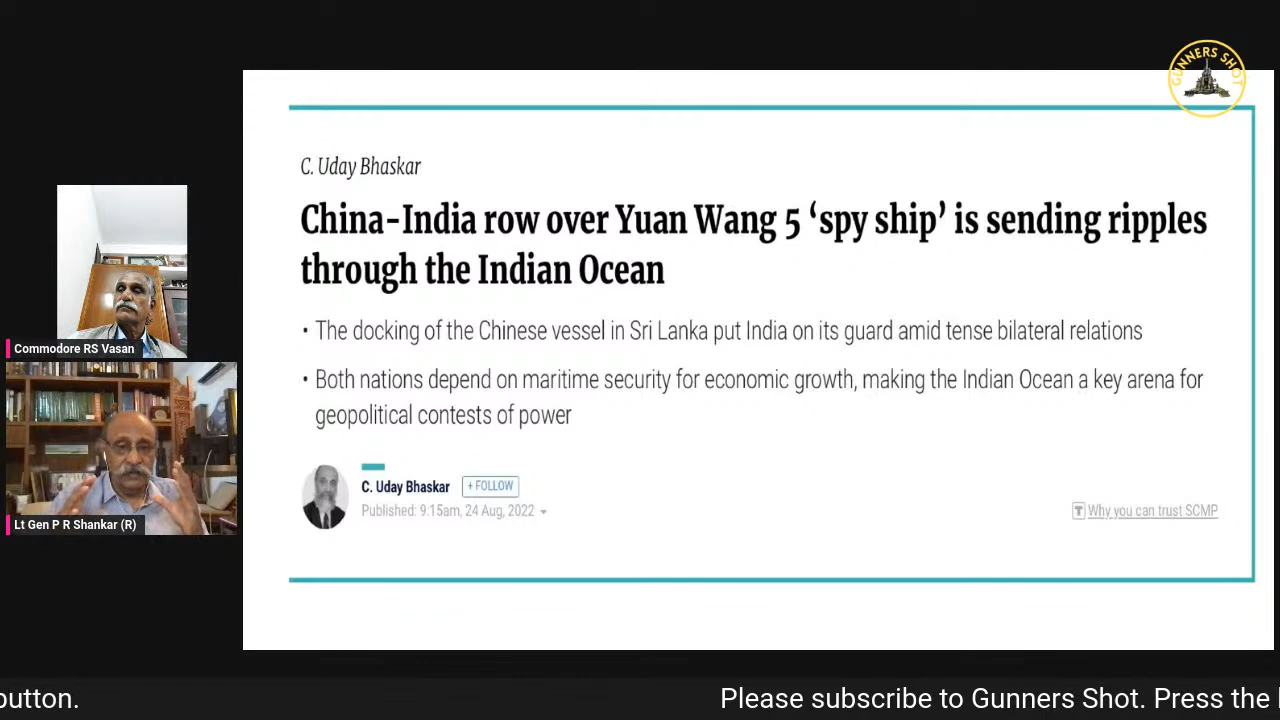 GUNNERS SHOT
C. Uday Bhaskar
China-India row over Yuan Wang 5 ‘spy ship’ is sending ripples
through the Indian Ocean
• The docking of the Chinese vessel in Sri Lanka put India on its guard amid tense bilateral relations
• Both nations depend on maritime security for economic growth, making the Indian Ocean a key arena for
geopolitical contests of power
C. Uday Bhaskar + FOLLOW
Published: 9:15am, 24 Aug, 2022
T Why you can trust SCMP
Commodore RS Vasan
Lt Gen P R Shankar (R)
button. Please subscribe to Gunners Shot. Press the